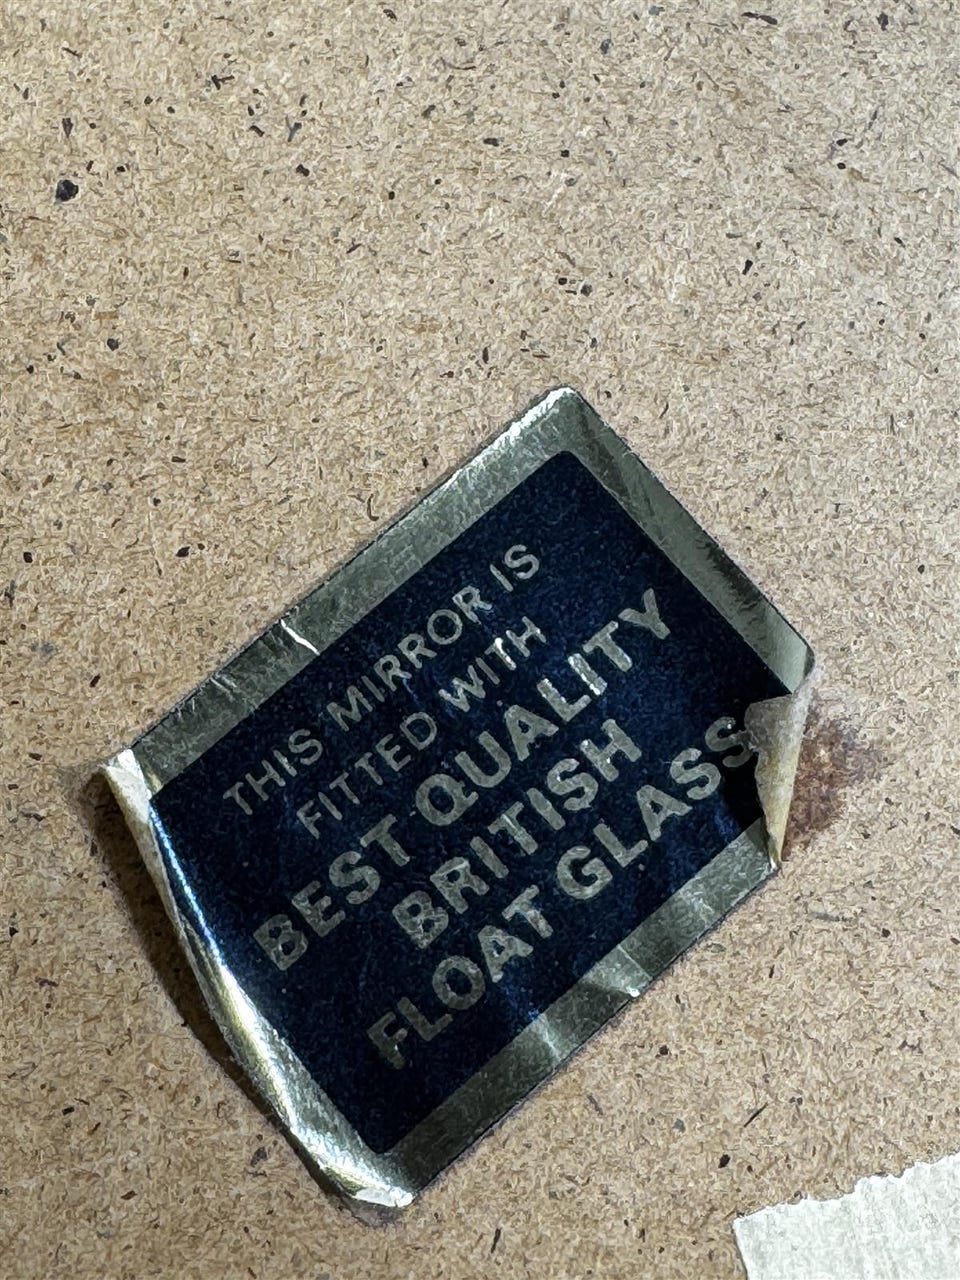 THIS MIRROR IS
FITTED WITH
BEST QUALITY
BRITISH
FLOAT GLASS